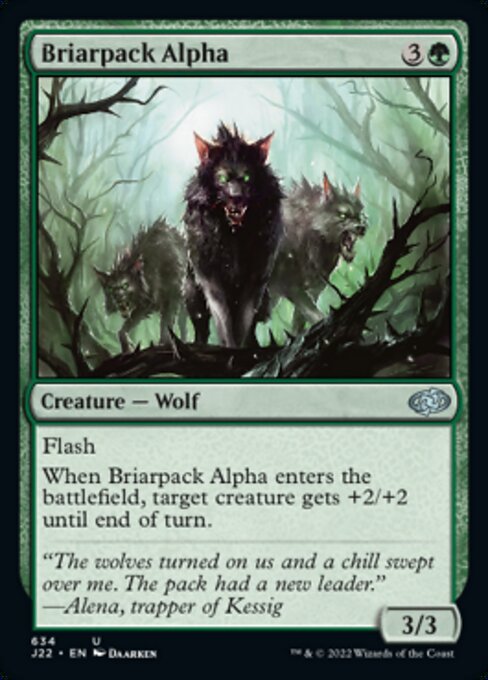 Briarpack Alpha 3
Creature — Wolf
Flash
When Briarpack Alpha enters the
battlefield, target creature gets +2/+2
until end of turn.
“The wolves turned on us and a chill swept
over me. The pack had a new leader.”
—Alena, trapper of Kessig
3/3
634 U
J22 • EN DAARKEN
™ & © 2022 Wizards of the Coast